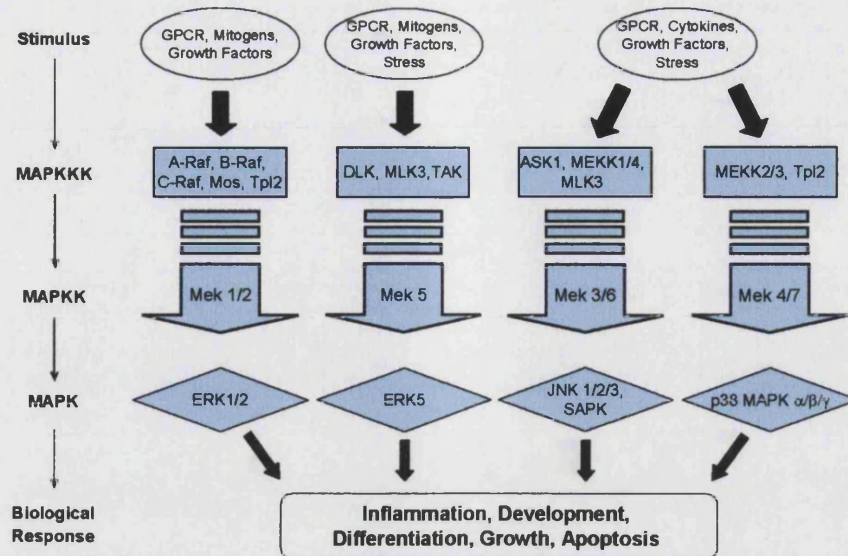 Stimulus
GPCR, Mitogens,
Growth Factors
GPCR, Mitogens,
Growth Factors,
Stress
GPCR, Cytokines,
Growth Factors,
Stress
MAPKKK
A-Raf, B-Raf,
C-Raf, Mos, Tpl2
DLK, MLK3,TAK
ASK1, MEKK1/4,
MLK3
MEKK2/3, Tpl2
MAPKK
Mek 1/2
Mek 5
Mek 3/6
Mek 4/7
MAPK
ERK1/2
ERK5
JNK 1/2/3,
SAPK
p38 MAPK α/β/γ
Biological
Response
Inflammation, Development,
Differentiation, Growth, Apoptosis